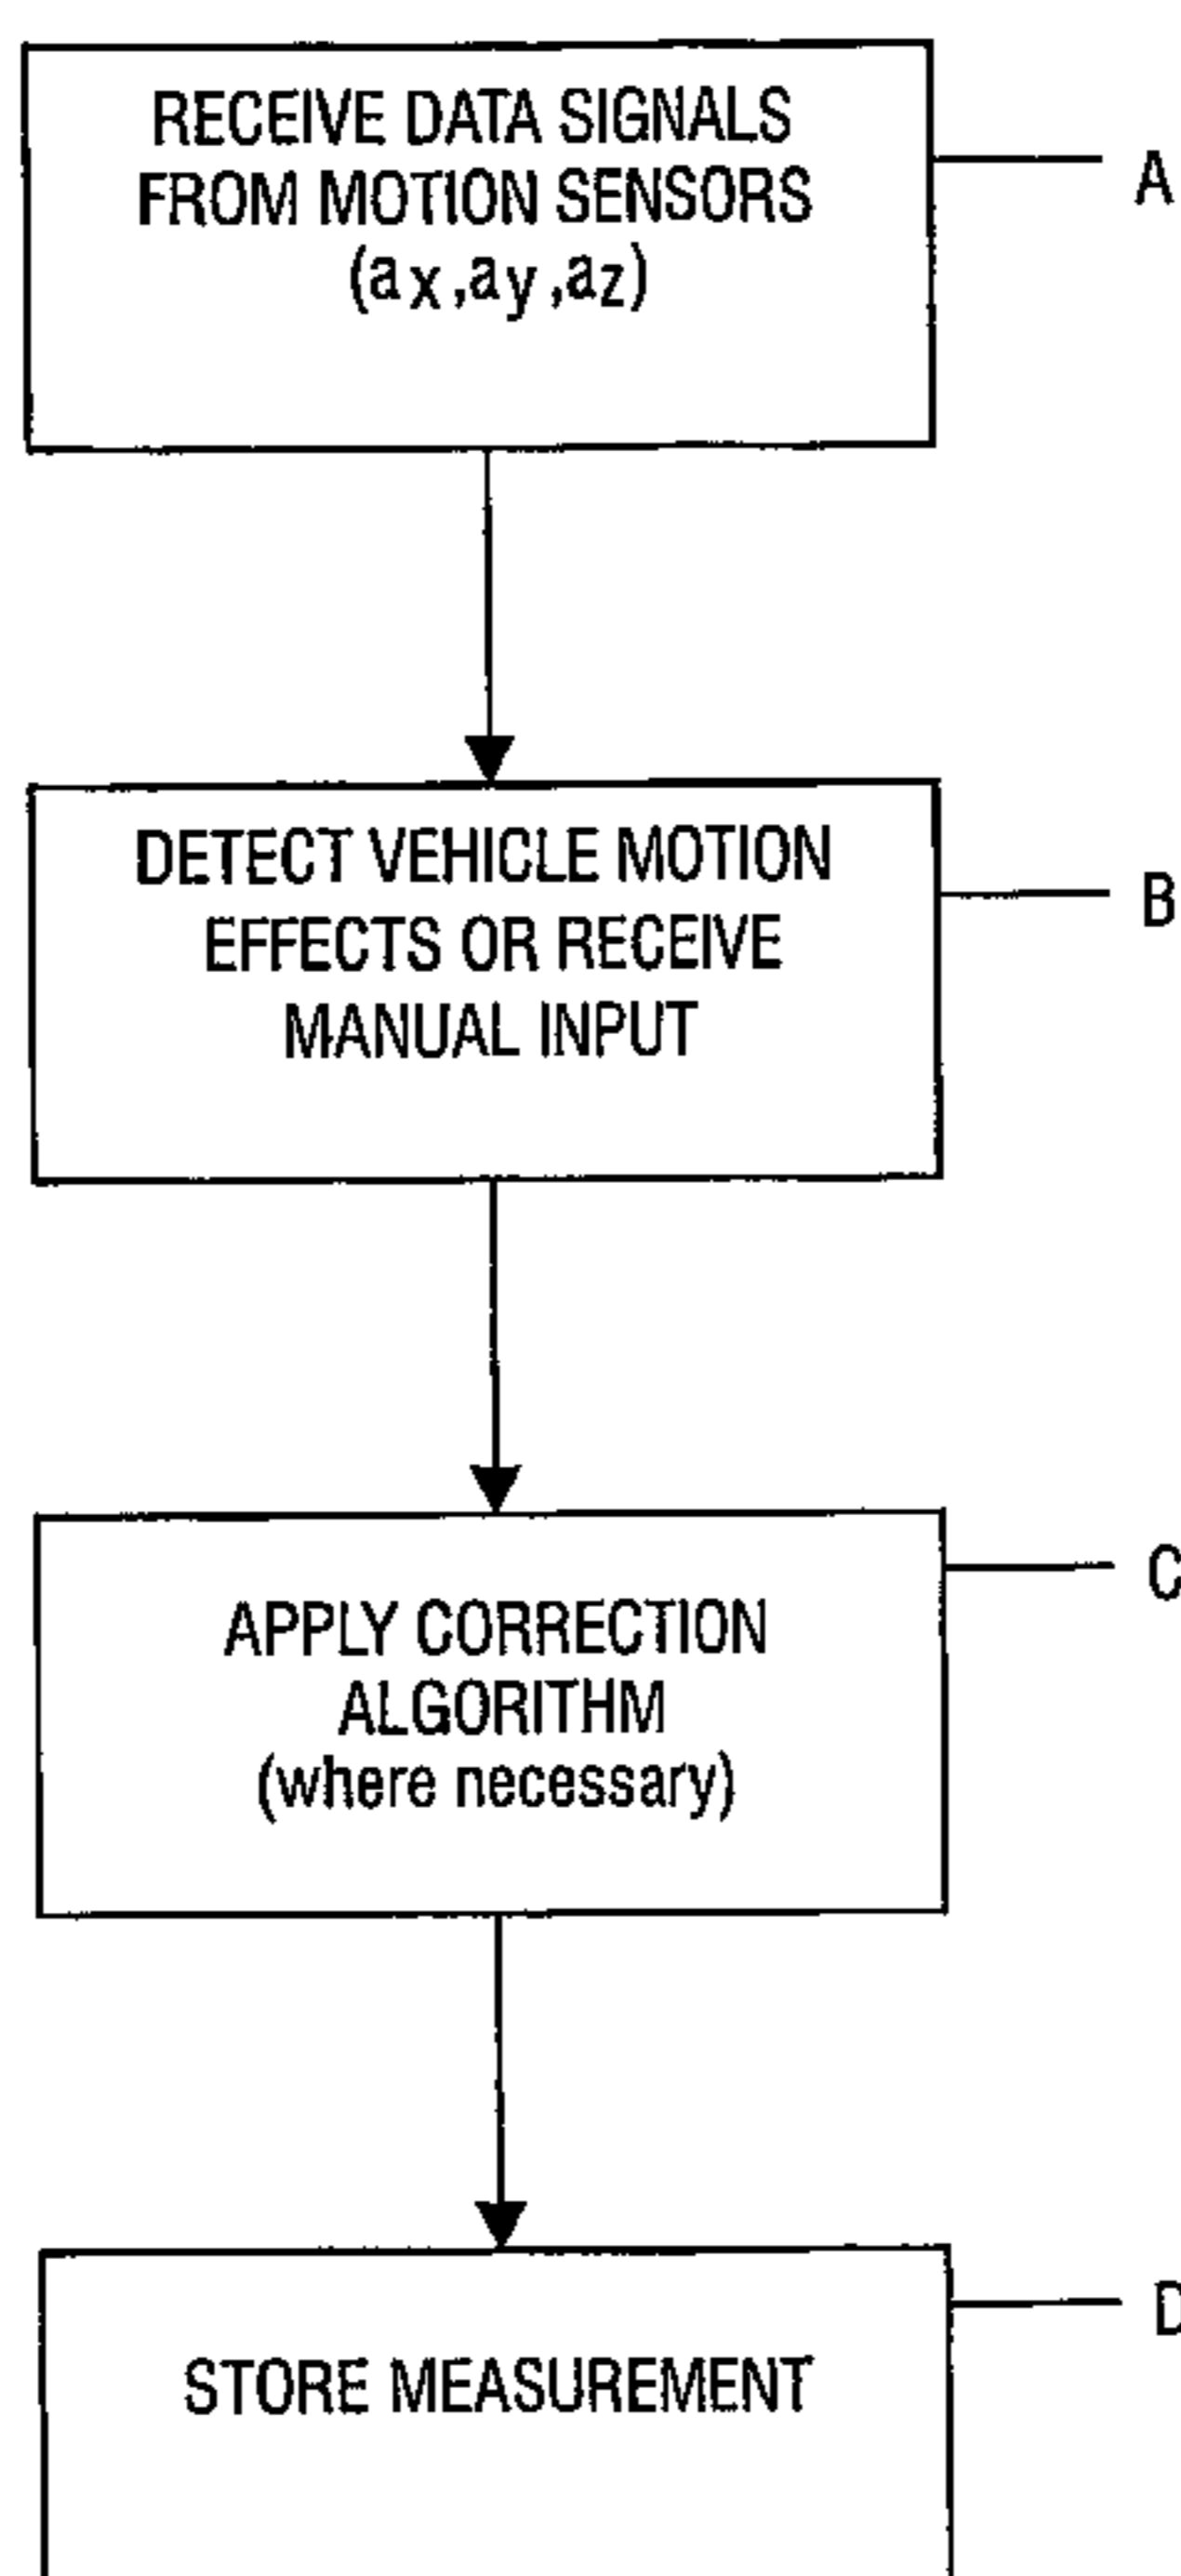 RECEIVE DATA SIGNALS
FROM MOTION SENSORS
(ax,ay,az)
A
DETECT VEHICLE MOTION
EFFECTS OR RECEIVE
MANUAL INPUT
B
APPLY CORRECTION
ALGORITHM
(where necessary)
C
STORE MEASUREMENT
D